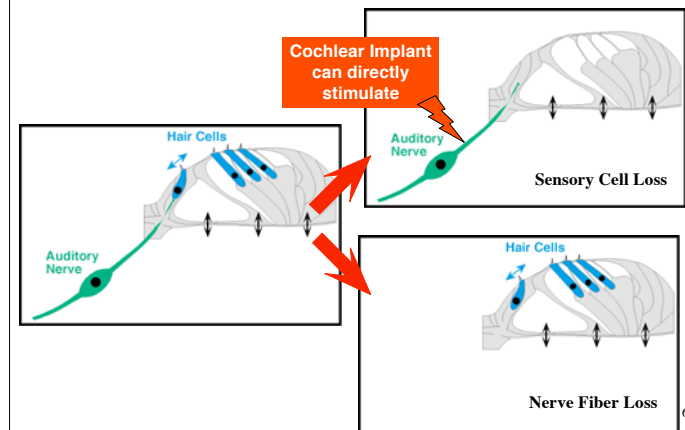 Cochlear Implant
can directly
stimulate
Auditory
Nerve
Sensory Cell Loss
Hair Cells
Auditory
Nerve
Hair Cells
Nerve Fiber Loss